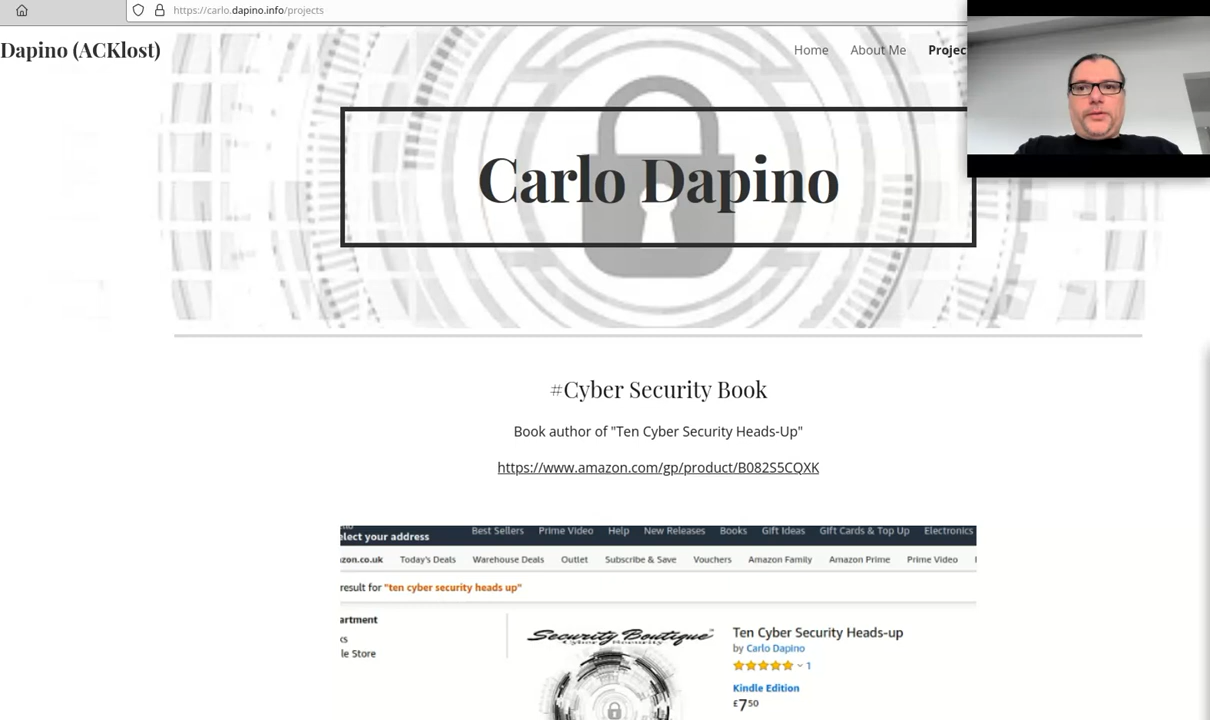 https://carlo.dapino.info/projects
Dapino (ACKlost)
Home About Me Projec
Carlo Dapino
#Cyber Security Book
Book author of "Ten Cyber Security Heads-Up"
https://www.amazon.com/gp/product/B082S5CQXK
elect your address
Best Sellers Prime Video Help New Releases Books Gift Ideas Gift Cards & Top Up Electronics
zon.co.uk Today's Deals Warehouse Deals Outlet Subscribe & Save Vouchers Amazon Family Amazon Prime Prime Video
result for "ten cyber security heads up"
artment
ks
le Store
Security Boutique
Ten Cyber Security Heads-up
by Carlo Dapino
1
Kindle Edition
£7 50